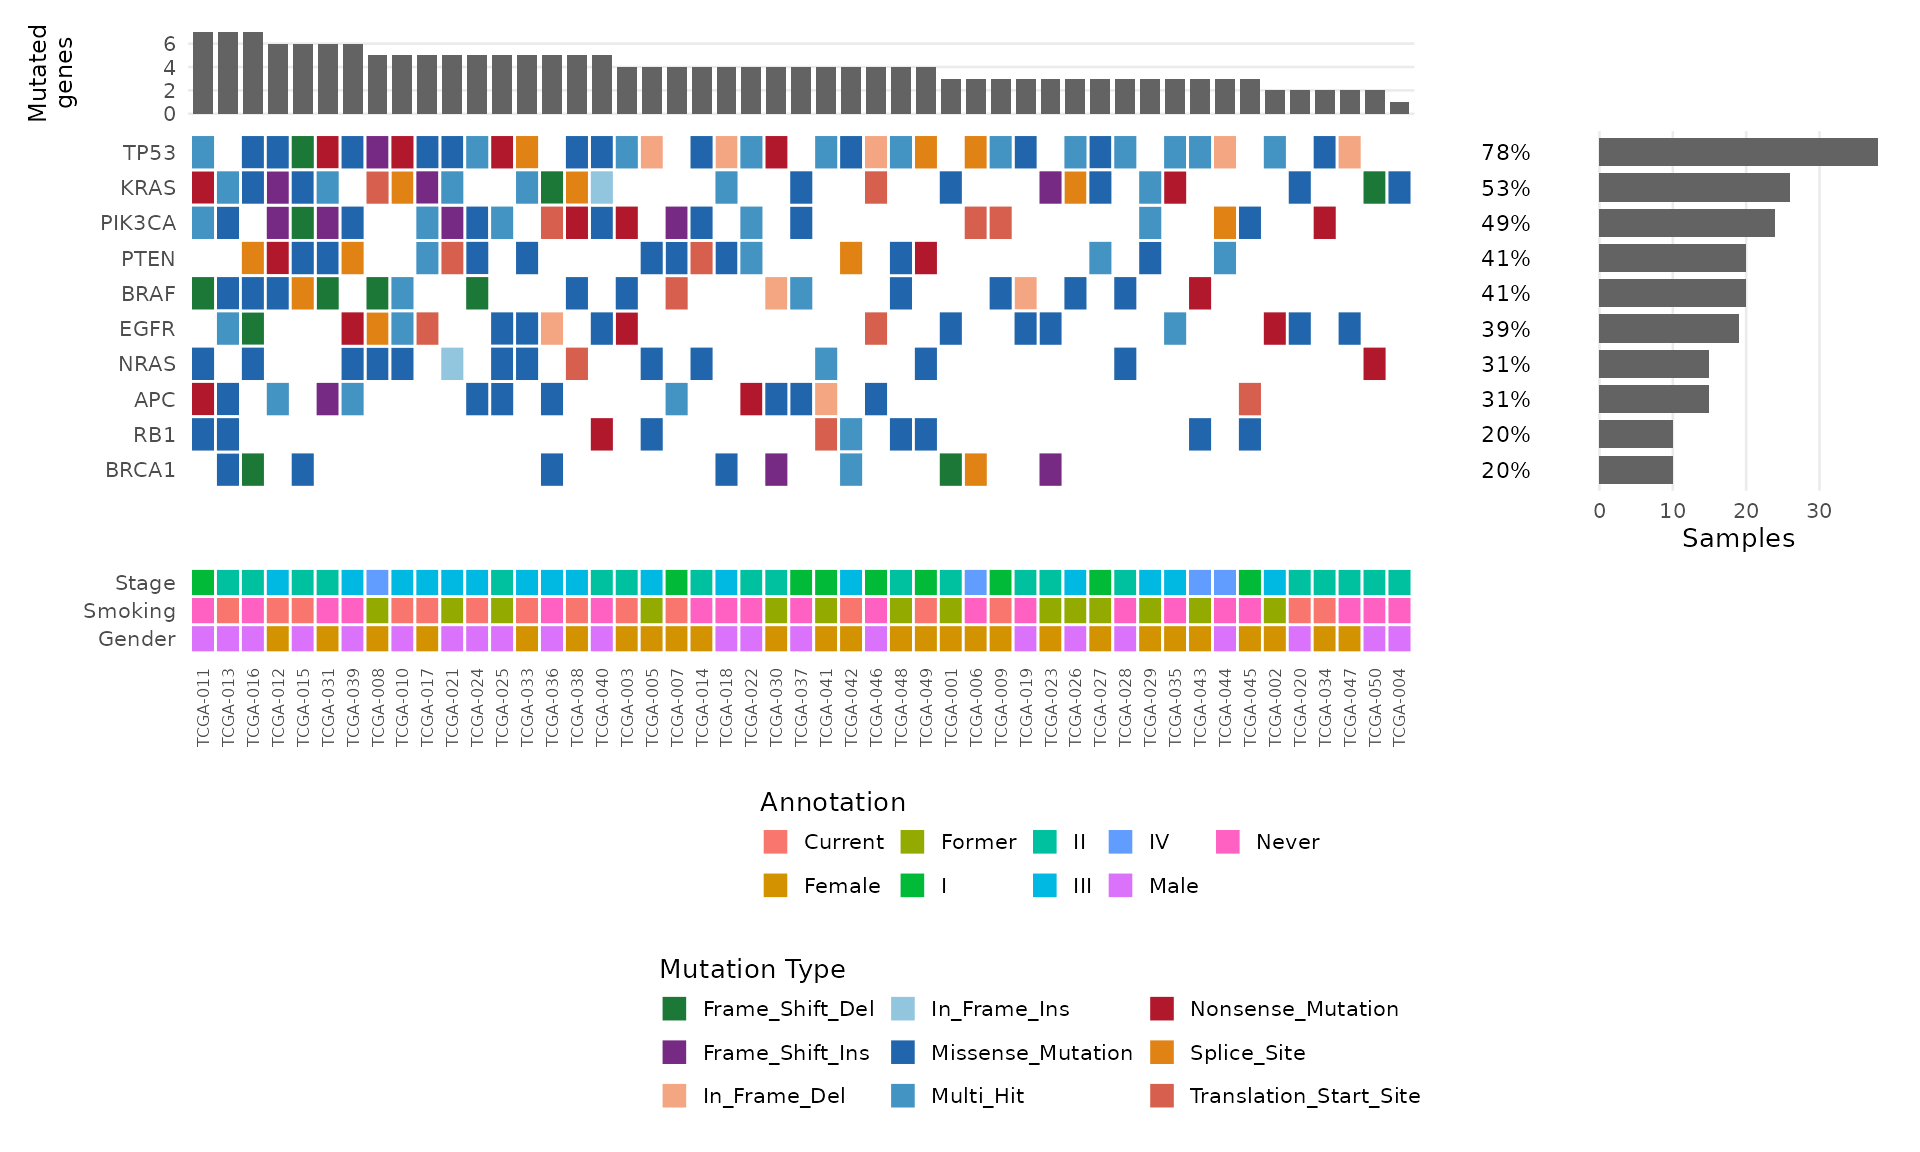 Mutated
genes
6
4
2
0
TP53
KRAS
PIK3CA
PTEN
BRAF
EGFR
NRAS
APC
RB1
BRCA1
78%
53%
49%
41%
41%
39%
31%
31%
20%
20%
0 10 20 30
Samples
Stage
Smoking
Gender
TCGA-011
TCGA-013
TCGA-016
TCGA-012
TCGA-015
TCGA-031
TCGA-039
TCGA-008
TCGA-010
TCGA-017
TCGA-021
TCGA-024
TCGA-025
TCGA-033
TCGA-036
TCGA-038
TCGA-040
TCGA-003
TCGA-005
TCGA-007
TCGA-014
TCGA-018
TCGA-022
TCGA-030
TCGA-037
TCGA-041
TCGA-042
TCGA-046
TCGA-048
TCGA-049
TCGA-001
TCGA-006
TCGA-009
TCGA-019
TCGA-023
TCGA-026
TCGA-027
TCGA-028
TCGA-029
TCGA-035
TCGA-043
TCGA-044
TCGA-045
TCGA-002
TCGA-020
TCGA-034
TCGA-047
TCGA-050
TCGA-004
Annotation
Current Former II IV Never
Female I III Male
Mutation Type
Frame_Shift_Del In_Frame_Ins Nonsense_Mutation
Frame_Shift_Ins Missense_Mutation Splice_Site
In_Frame_Del Multi_Hit Translation_Start_Site